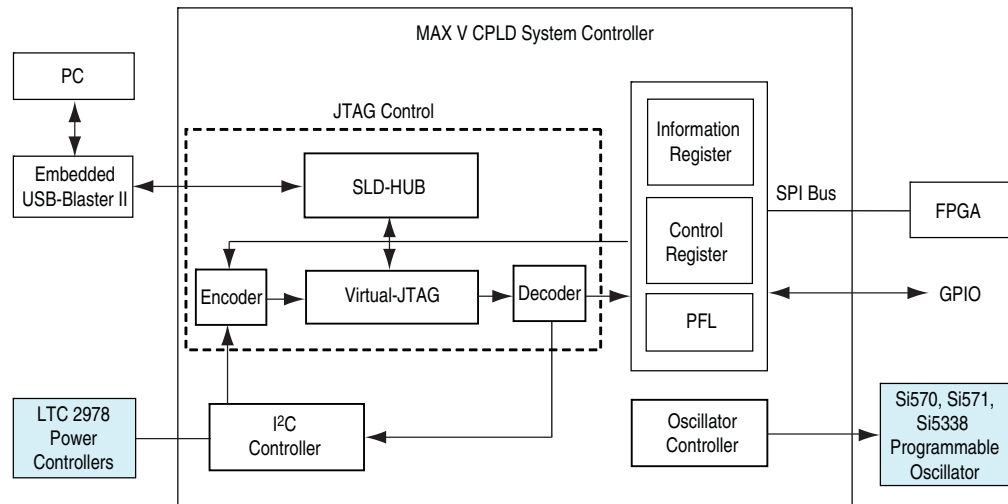 MAX V CPLD System Controller
PC
JTAG Control
Embedded
USB-Blaster II
SLD-HUB
Information
Register
SPI Bus
FPGA
Control
Register
Encoder
Virtual-JTAG
Decoder
GPIO
PFL
LTC 2978
Power
Controllers
I²C
Controller
Oscillator
Controller
Si570, Si571,
Si5338
Programmable
Oscillator